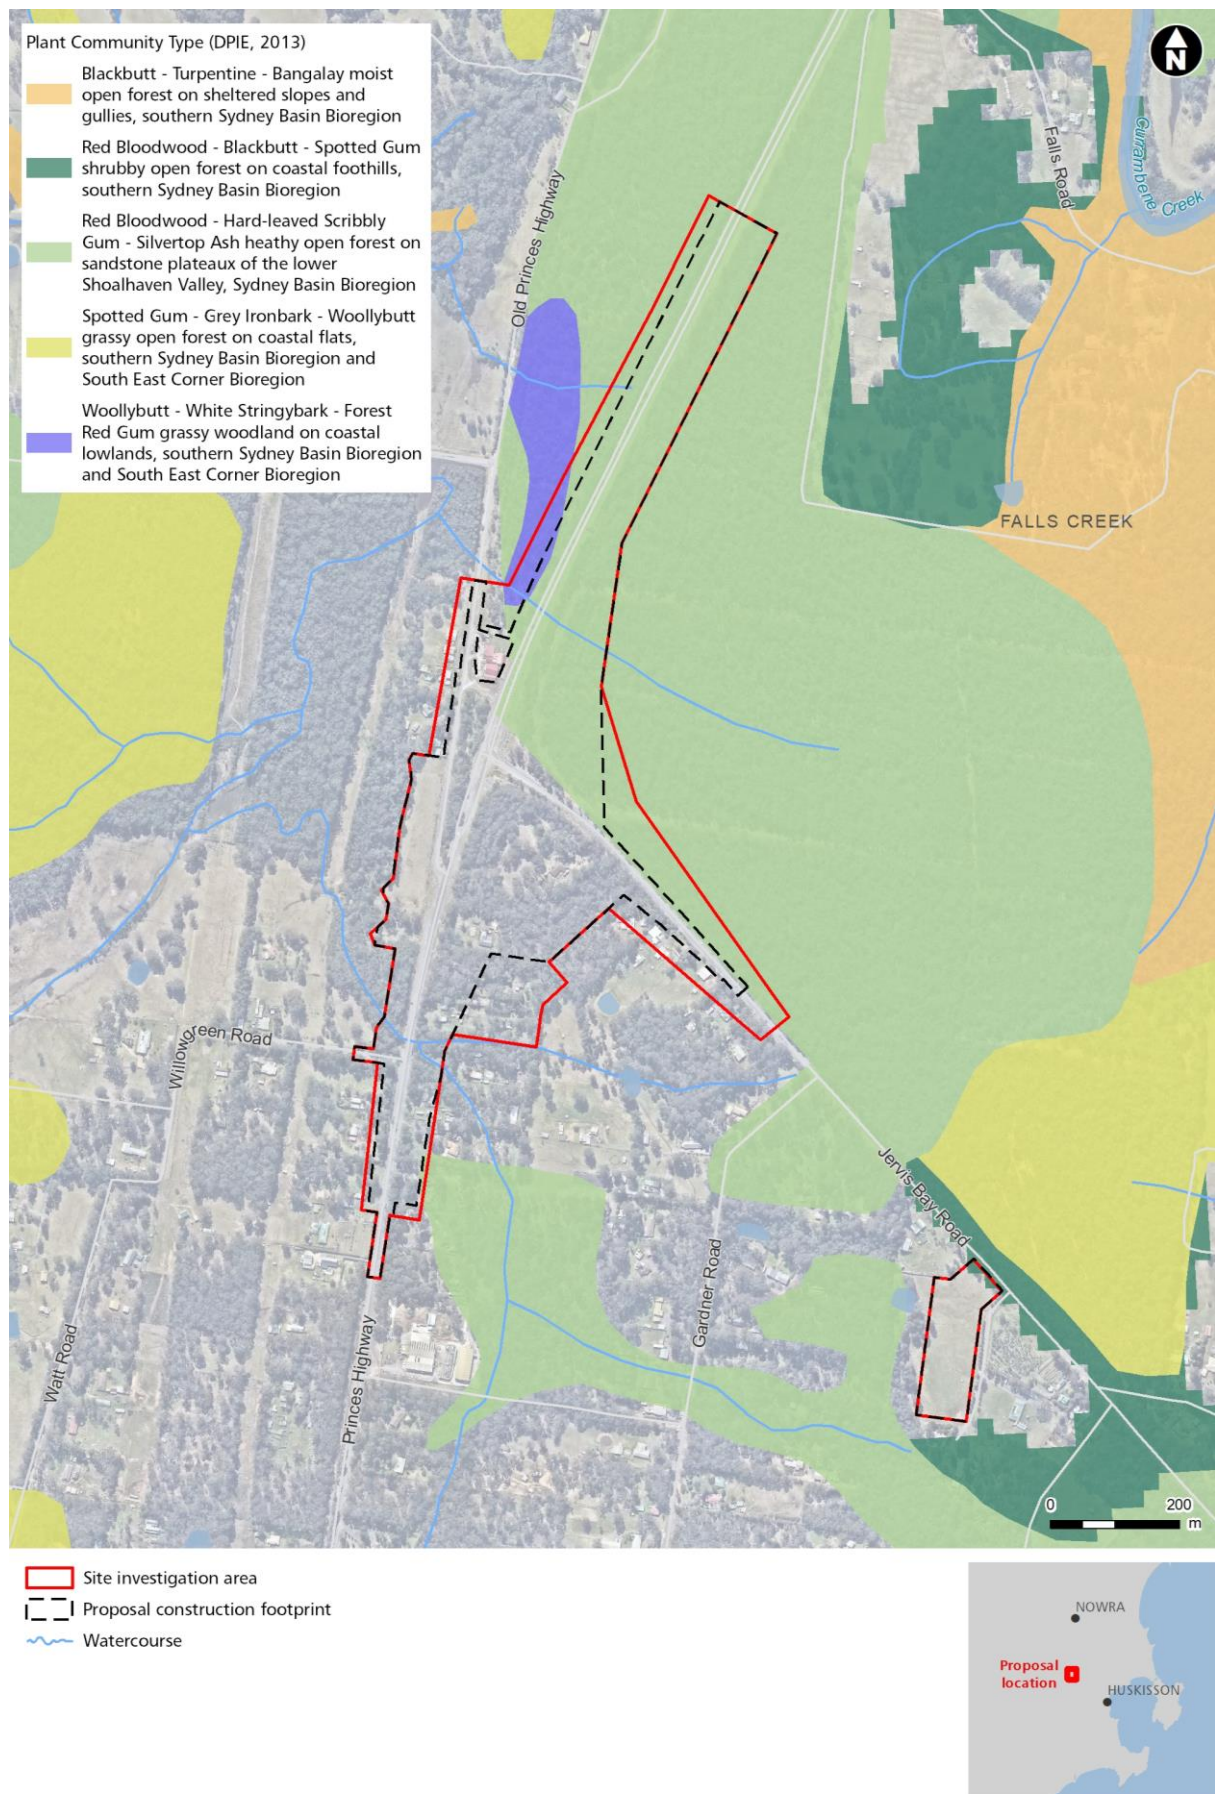 Plant Community Type (DPIE, 2013)
Blackbutt - Turpentine - Bangalay moist
open forest on sheltered slopes and
gullies, southern Sydney Basin Bioregion
Red Bloodwood - Blackbutt - Spotted Gum
shrubby open forest on coastal foothills,
southern Sydney Basin Bioregion
Red Bloodwood - Hard-leaved Scribbly
Gum - Silvertop Ash heathy open forest on
sandstone plateaux of the lower
Shoalhaven Valley, Sydney Basin Bioregion
Spotted Gum - Grey Ironbark - Woollybutt
grassy open forest on coastal flats,
southern Sydney Basin Bioregion and
South East Corner Bioregion
Woollybutt - White Stringybark - Forest
Red Gum grassy woodland on coastal
lowlands, southern Sydney Basin Bioregion
and South East Corner Bioregion
N
Currambene Creek
Falls Road
Old Princes Highway
FALLS CREEK
Willowgreen Road
Jervis Bay Road
Gardner Road
Watt Road
Princes Highway
0 200
m
Site investigation area
Proposal construction footprint
Watercourse
NOWRA
Proposal
location
HUSKISSON